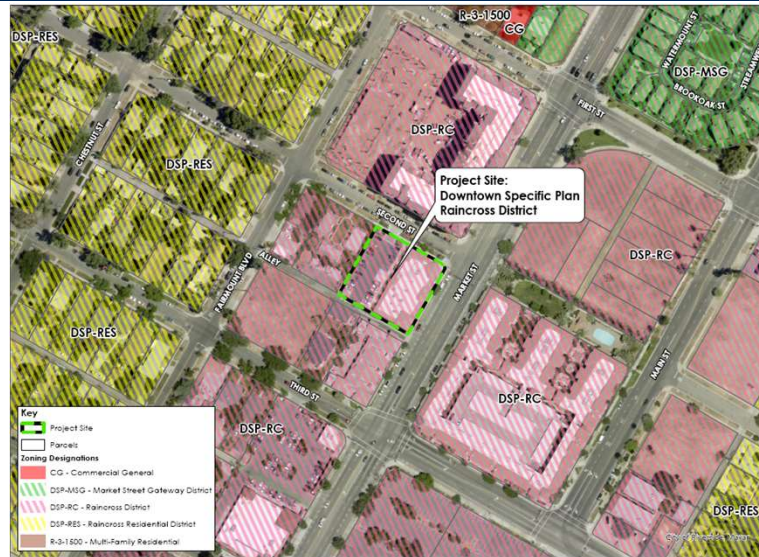 R-3-1500
CG
DSP-RES
WATERMOUNT ST
DSP-MSG
BROOKOAK ST
FIRST ST
CHESTNUT ST
DSP-RC
DSP-RES
Project Site:
Downtown Specific Plan
Raincross District
SECOND ST
DSP-RC
ALLEY
FAIRMOUNT BLVD
MARKET ST
DSP-RES
MAIN ST
THIRD ST
DSP-RC
DSP-RC
DSP-RES
Key
Project Site
Parcels
Zoning Designations
CG - Commercial General
DSP-MSG - Market Street Gateway District
DSP-RC - Raincross District
DSP-RES - Raincross Residential District
R-3-1500 - Multi-Family Residential